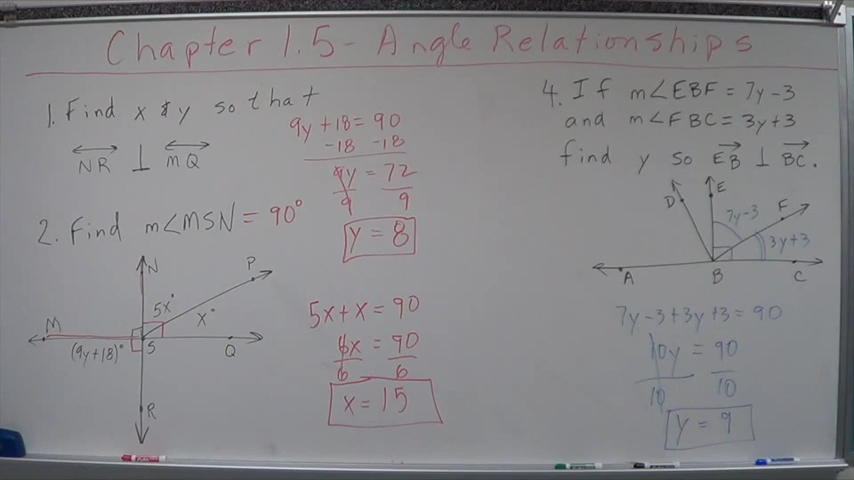 Chapter 1.5 - Angle Relationships
1. Find x & y so that
NR ⊥ MQ
2. Find m∠MSN = 90°
N
P
5x°
x°
M
(9y+18)°
S
Q
R
9y+18 = 90
-18 -18
9y = 72
9 9
y = 8
5x+x = 90
6x = 90
6 6
x = 15
4. If m∠EBF = 7y-3
and m∠FBC = 3y+3
find y so EB ⊥ BC.
D
E
F
7y-3
3y+3
A
B
C
7y-3+3y+3 = 90
10y = 90
10 10
y = 9